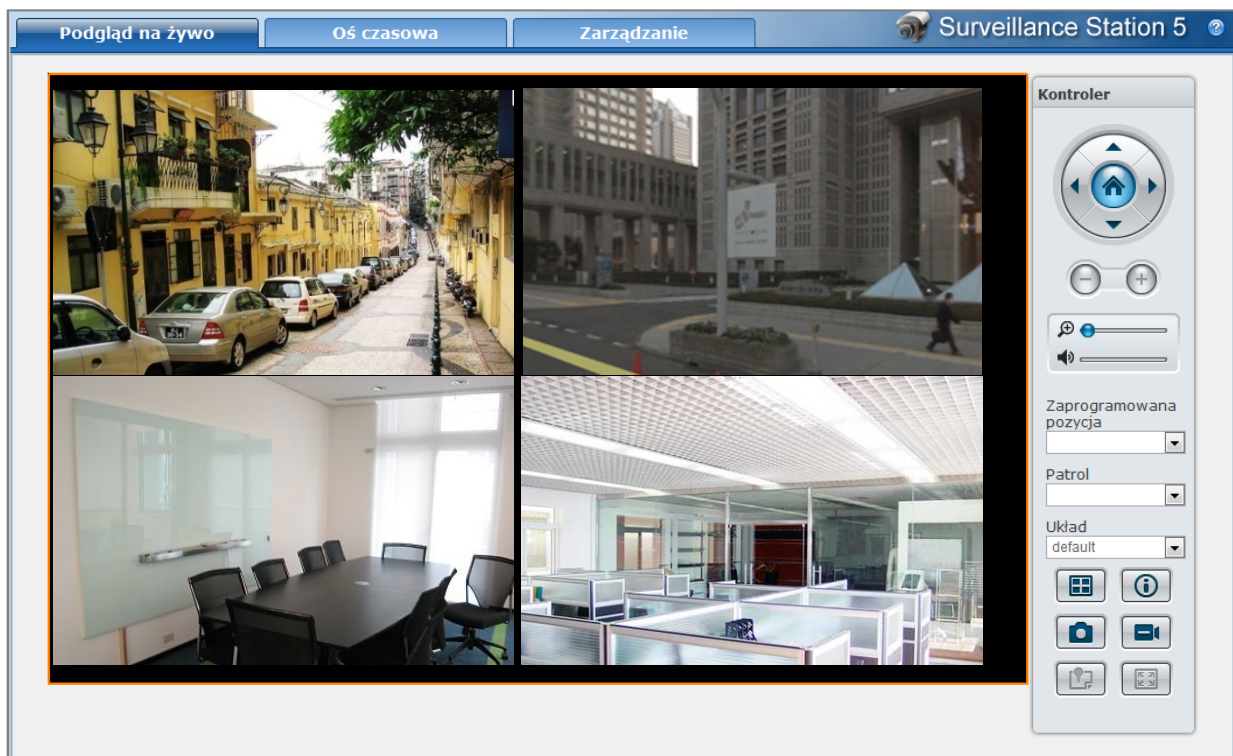 Podgląd na żywo
Oś czasowa
Zarządzanie
Surveillance Station 5
Kontroler
Zaprogramowana
pozycja
Patrol
Układ
default